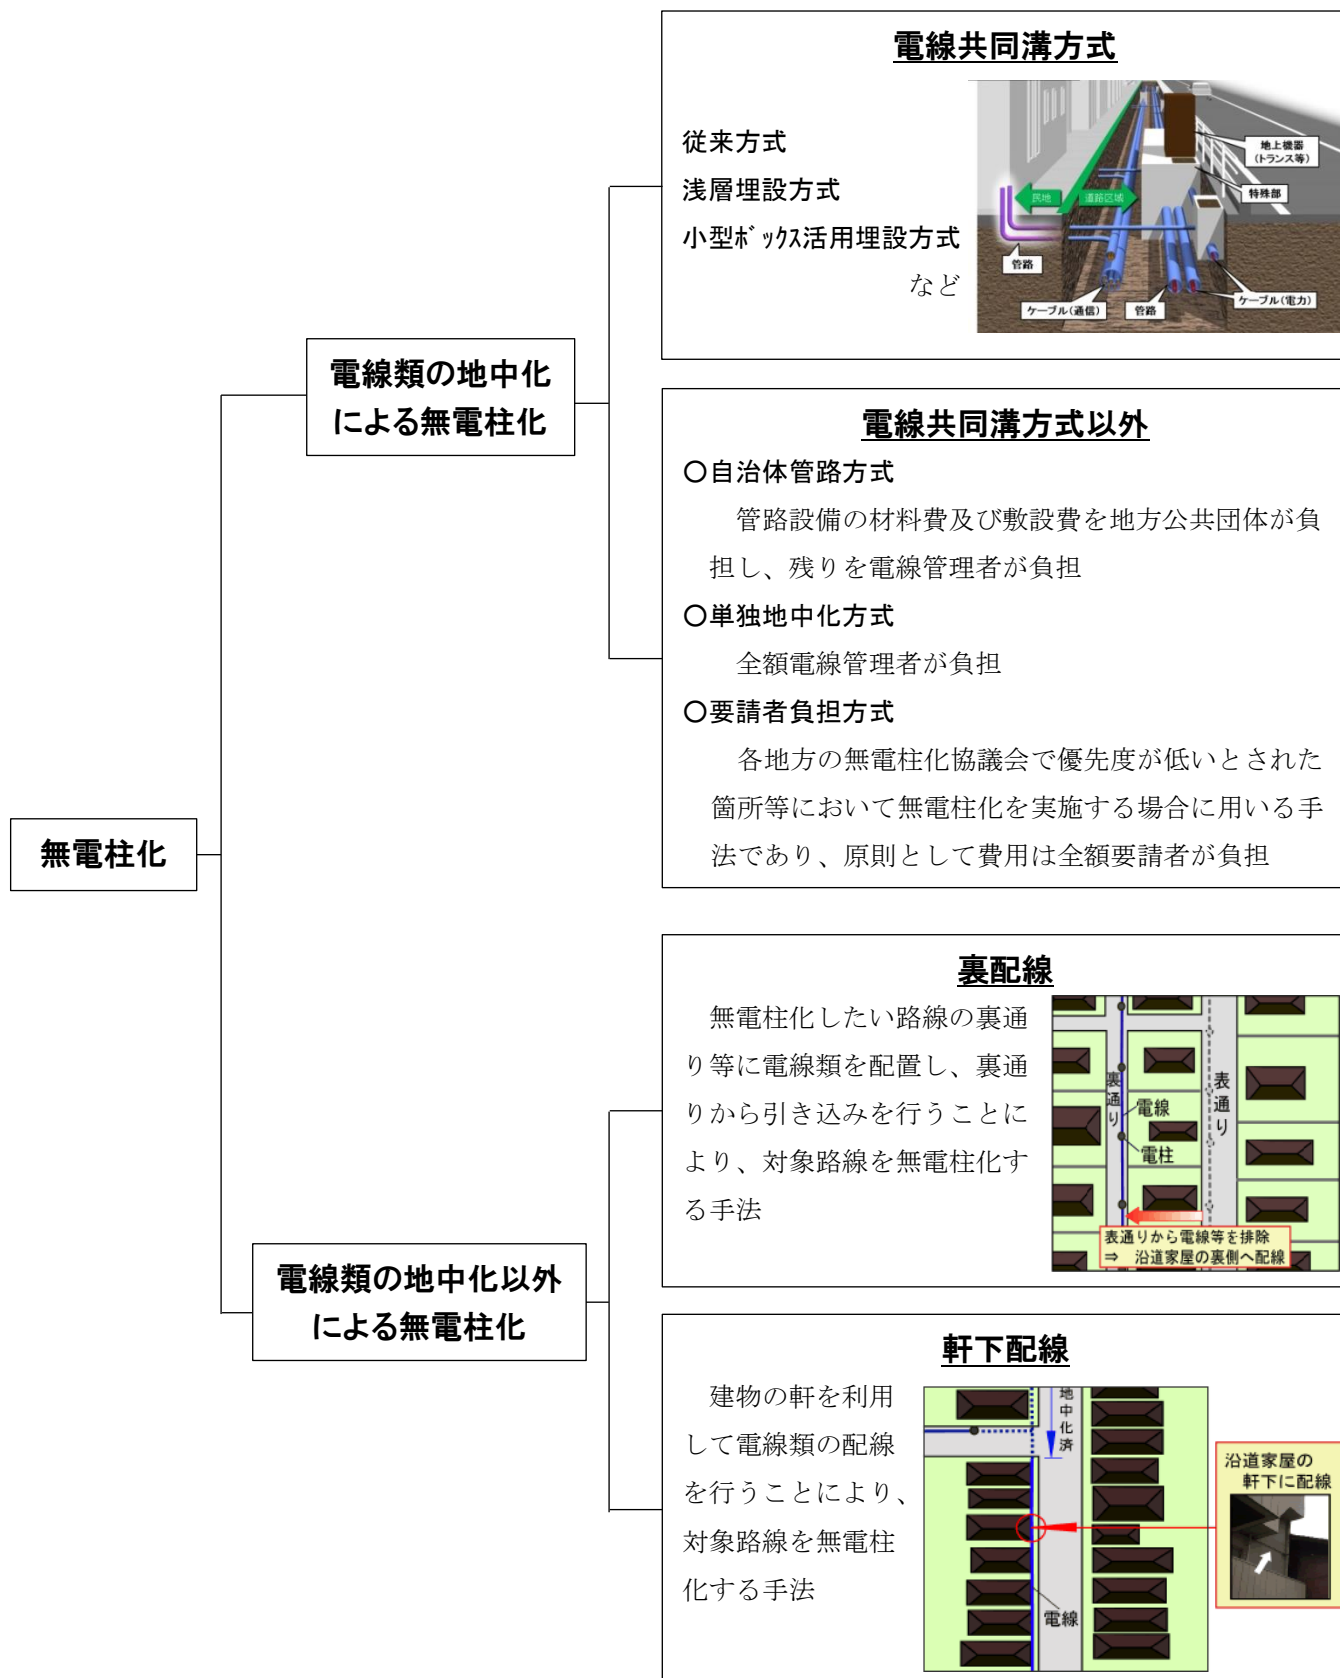 無電柱化
電線類の地中化
による無電柱化
電線共同溝方式
従来方式
浅層埋設方式
小型ﾎﾞｯｸｽ活用埋設方式
など
地上機器
(トランス等)
特殊部
民地
道路区域
管路
ケーブル(通信)
管路
ケーブル(電力)
電線共同溝方式以外
〇自治体管路方式
管路設備の材料費及び敷設費を地方公共団体が負
担し、残りを電線管理者が負担
〇単独地中化方式
全額電線管理者が負担
〇要請者負担方式
各地方の無電柱化協議会で優先度が低いとされた
箇所等において無電柱化を実施する場合に用いる手
法であり、原則として費用は全額要請者が負担
電線類の地中化以外
による無電柱化
裏配線
無電柱化したい路線の裏通
り等に電線類を配置し、裏通
りから引き込みを行うことに
より、対象路線を無電柱化す
る手法
裏通り
電線
電柱
表通り
表通りから電線等を排除
⇒ 沿道家屋の裏側へ配線
軒下配線
建物の軒を利用
して電線類の配線
を行うことにより、
対象路線を無電柱
化する手法
地中化済
電線
沿道家屋の
軒下に配線